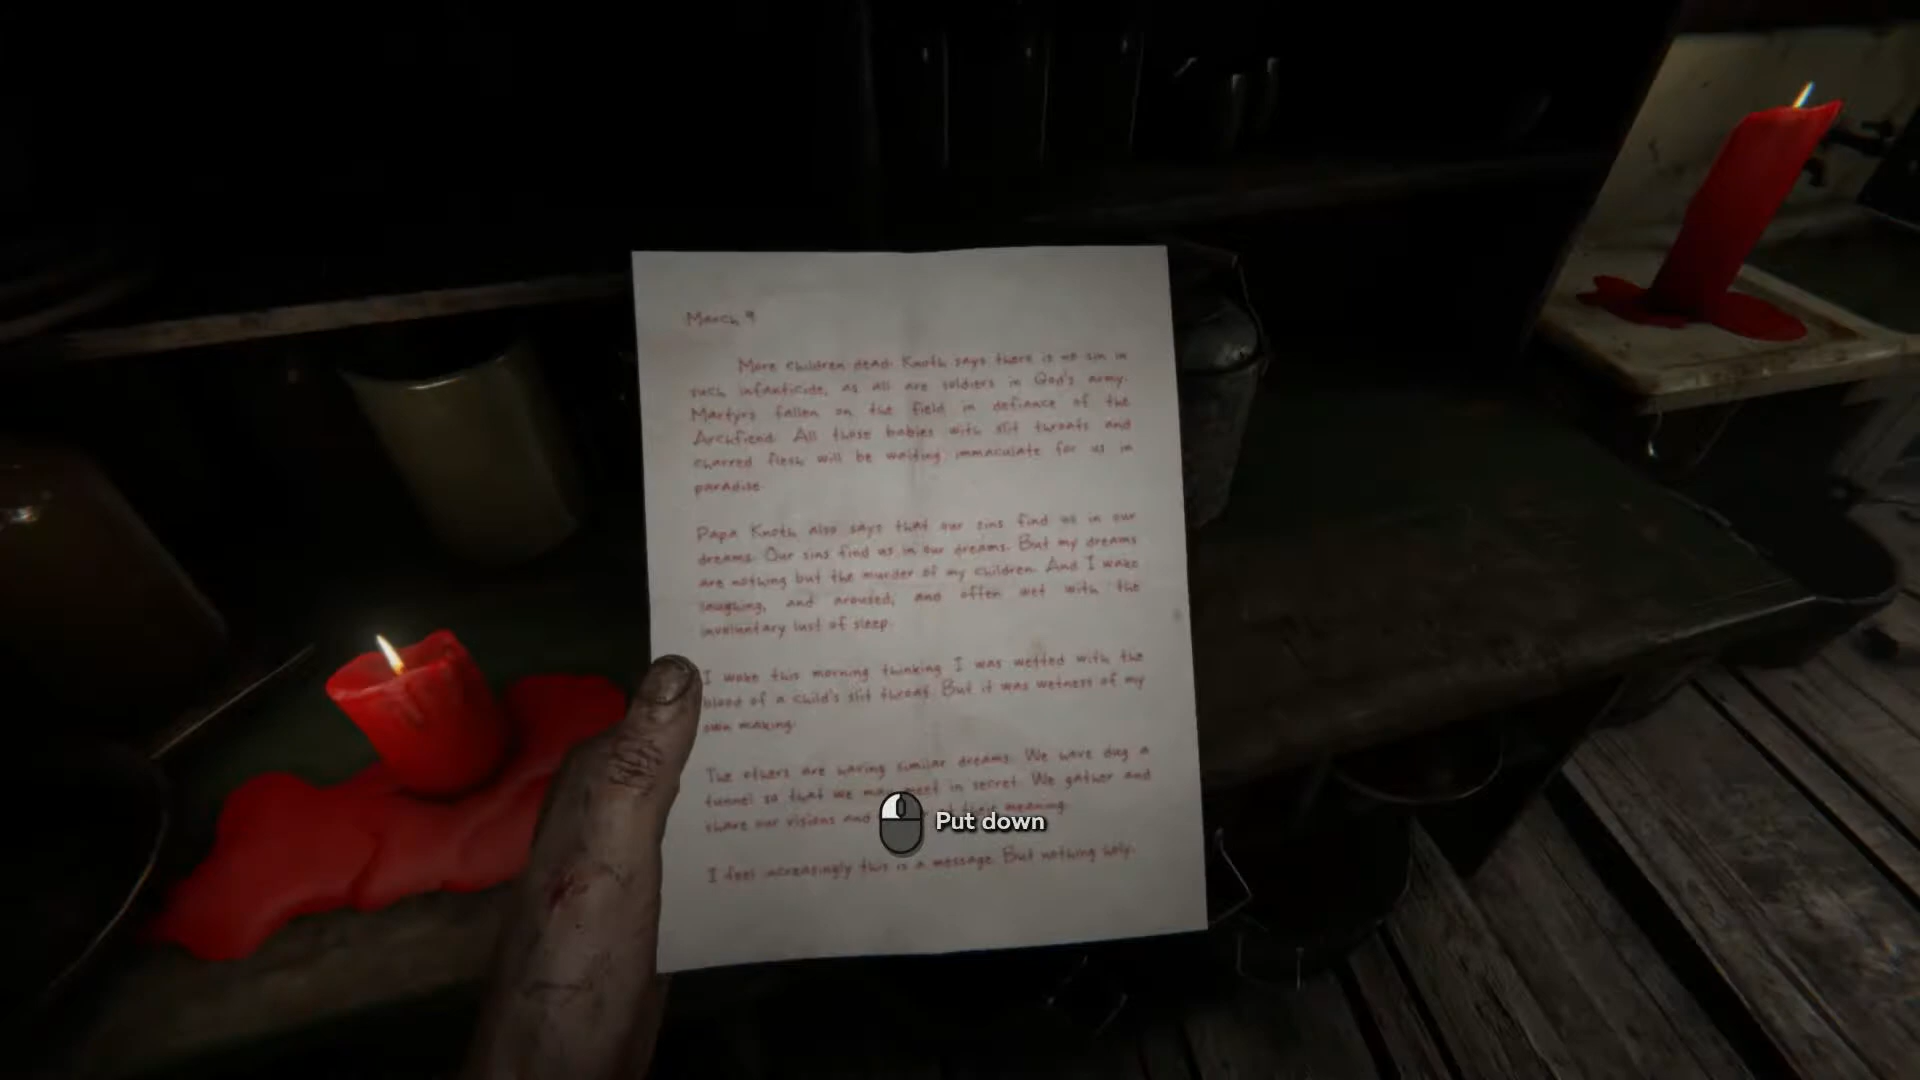 March 9
More children dead. Knoth says there is no sin in
such infanticide, as all are soldiers in God's army.
Martyrs fallen on the field in defiance of the
Archfiend. All those babies with slit throats and
charred flesh will be waiting immaculate for us in
paradise.
Papa Knoth also says that our sins find us in our
dreams. Our sins find us in our dreams. But my dreams
are nothing but the murder of my children. And I wake
laughing, and aroused, and often wet with the
involuntary lust of sleep.
I woke this morning thinking I was wetted with the
blood of a child's slit throat. But it was wetness of my
own making.
The others are having similar dreams. We have dug a
tunnel so that we may meet in secret. We gather and
share our visions and their meaning.
I feel increasingly this is a message. But nothing holy.
Put down